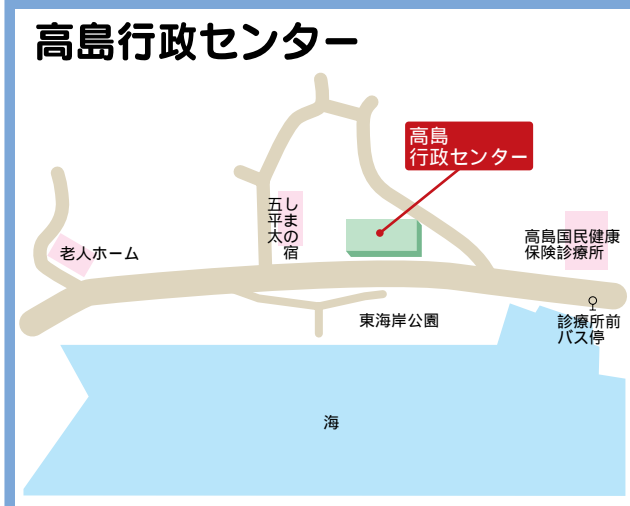 高島行政センター
高島
行政センター
しまの宿
五平太
老人ホーム
高島国民健康
保険診療所
東海岸公園
診療所前
バス停
海